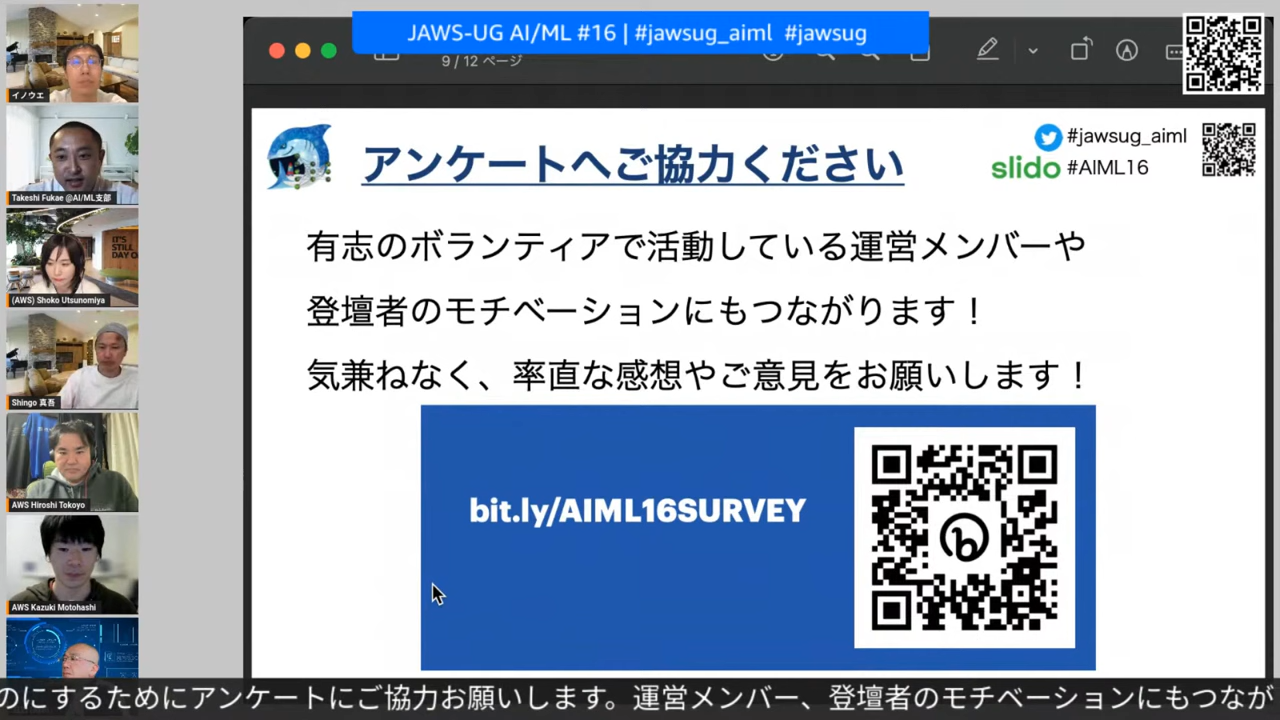 JAWS-UG AI/ML #16 | #jawsug_aiml #jawsug
9 / 12 ページ
アンケートへご協力ください
#jawsug_aiml
slido #AIML16
有志のボランティアで活動している運営メンバーや
登壇者のモチベーションにもつながります！
気兼ねなく、率直な感想やご意見をお願いします！
bit.ly/AIML16SURVEY
イノウエ
Takeshi Fukae @AI/ML支部
IT'S
STILL
DAY O
(AWS) Shoko Utsunomiya
Shingo 真吾
AWS Hiroshi Tokoyo
AWS Kazuki Motohashi
のにするためにアンケートにご協力お願いします。運営メンバー、登壇者のモチベーションにもつなが